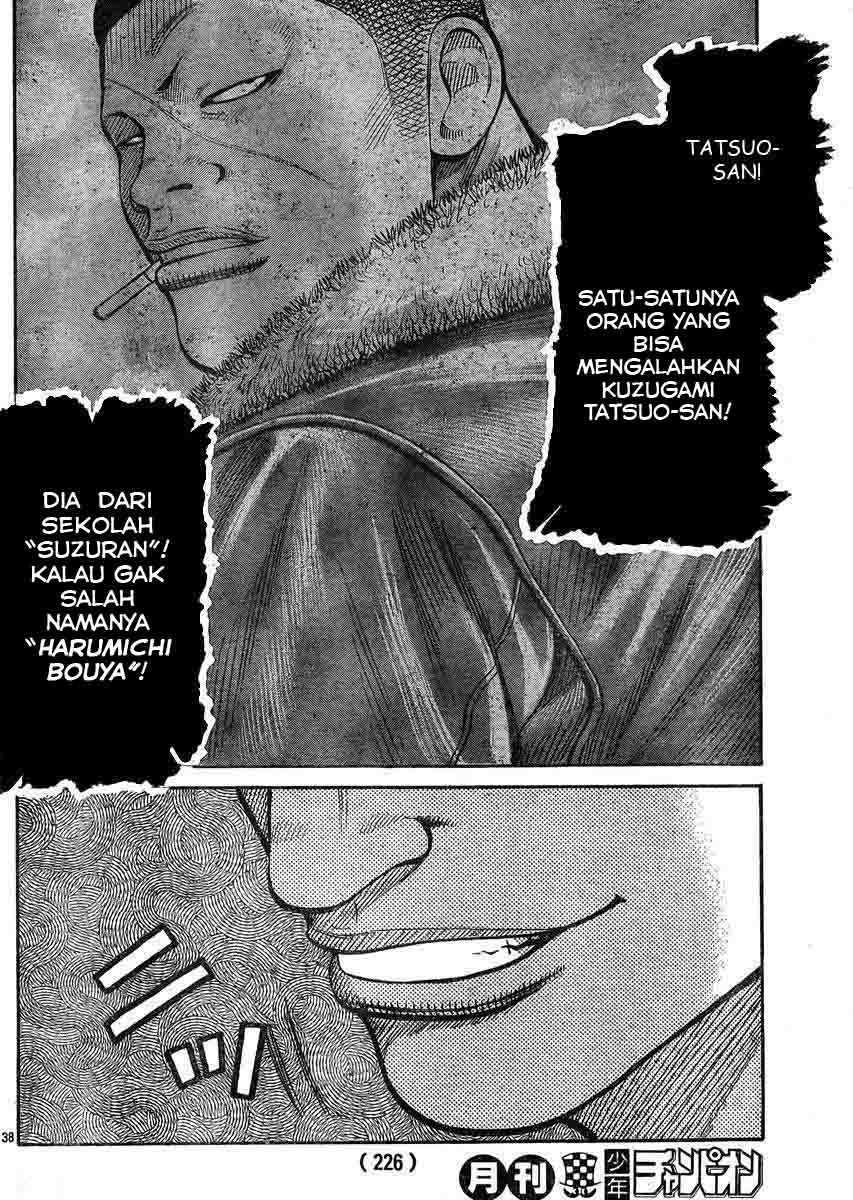 TATSUO-
SAN!
SATU-SATUNYA
ORANG YANG
BISA
MENGALAHKAN
KUZUGAMI
TATSUO-SAN!
DIA DARI
SEKOLAH
"SUZURAN"!
KALAU GAK
SALAH
NAMANYA
"HARUMICHI
BOUYA"!
ニッ
38
(226)
月刊少年チャンピオン